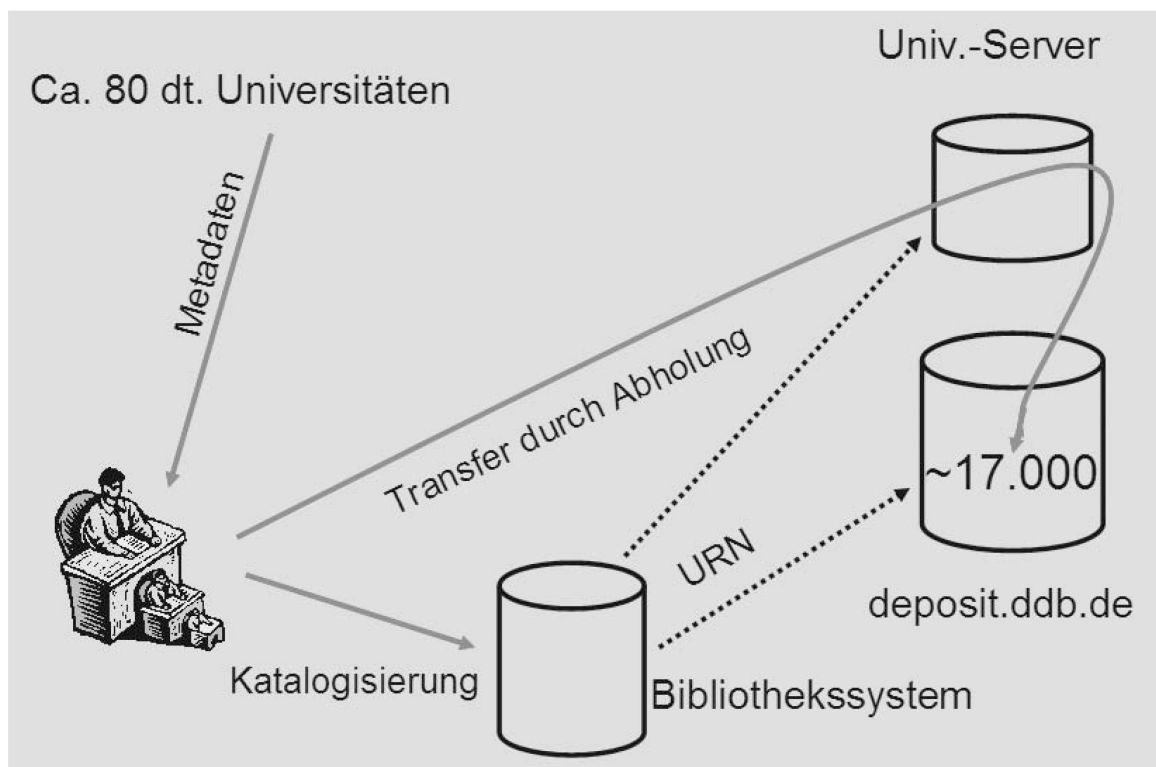 Univ.-Server
Ca. 80 dt. Universitäten
Metadaten
Transfer durch Abholung
~17.000
URN
deposit.ddb.de
Katalogisierung
Bibliothekssystem